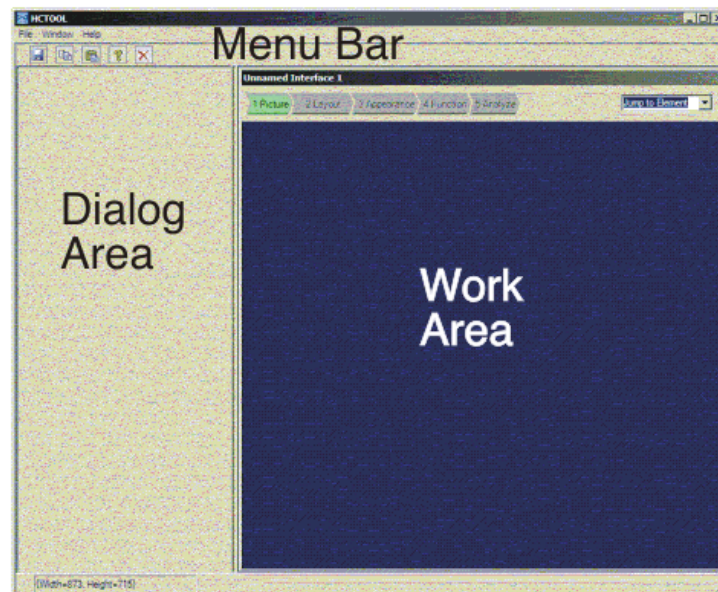 HCTOOL
File Window Help
Menu Bar
Unnamed Interface 1
1 Picture 2 Layout 3 Appearance 4 Function 5 Analyze
Jump to Element
Dialog
Area
Work
Area
(Width=873, Height=715)